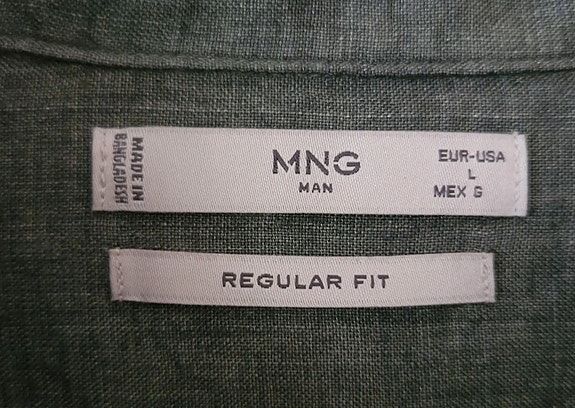 MADE IN
BANGLADESH
MNG
MAN
EUR-USA
L
MEX G
REGULAR FIT